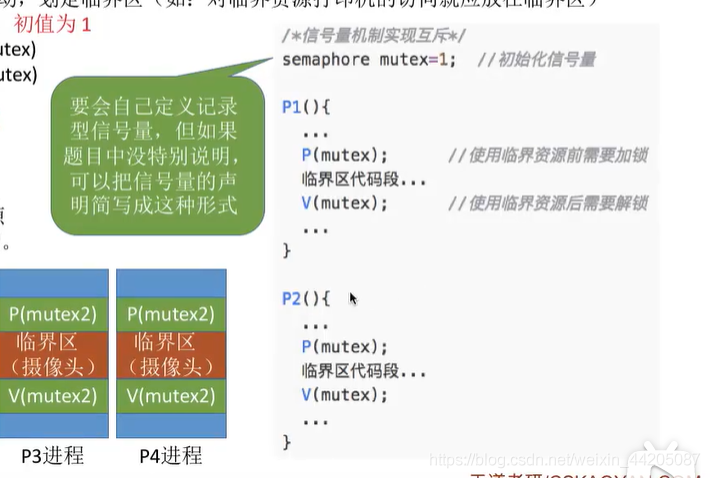 动，划定临界区（如：对临界资源打印机的访问就应放在临界区）
初值为 1
utex)
utex)
要会自己定义记录
型信号量，但如果
题目中没特别说明，
可以把信号量的声
明简写成这种形式
。
P(mutex2)
临界区
（摄像头）
V(mutex2)
P3进程
P(mutex2)
临界区
（摄像头）
V(mutex2)
P4进程
/*信号量机制实现互斥*/
semaphore mutex=1; //初始化信号量
P1(){
...
P(mutex); //使用临界资源前需要加锁
临界区代码段...
V(mutex); //使用临界资源后需要解锁
...
}
P2(){
...
P(mutex);
临界区代码段...
V(mutex);
...
}
https://blog.csdn.net/weixin_44205087